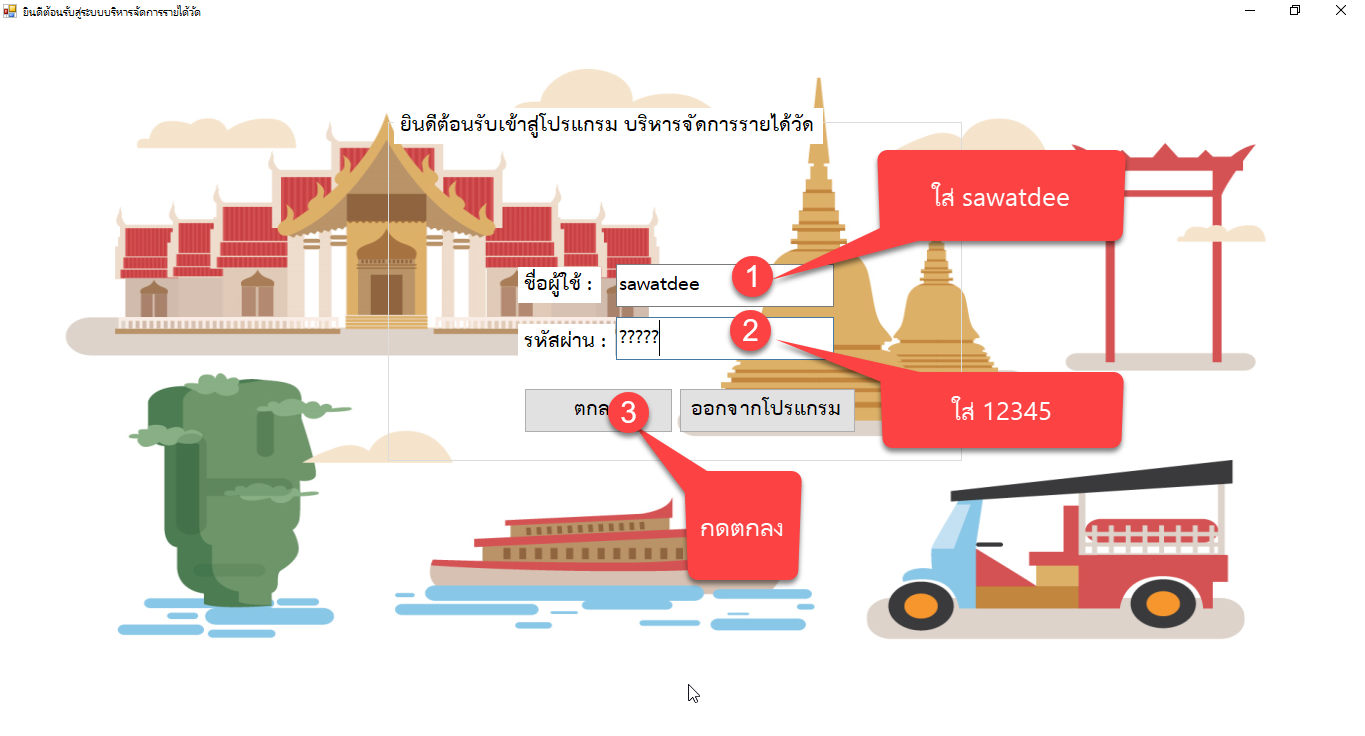 ยินดีต้อนรับสู่ระบบบริหารจัดการรายได้วัด
ยินดีต้อนรับเข้าสู่โปรแกรม บริหารจัดการรายได้วัด
ใส่ sawatdee
ชื่อผู้ใช้ : sawatdee 1
รหัสผ่าน : ????? 2
ใส่ 12345
ตกล 3 ออกจากโปรแกรม
กดตกลง